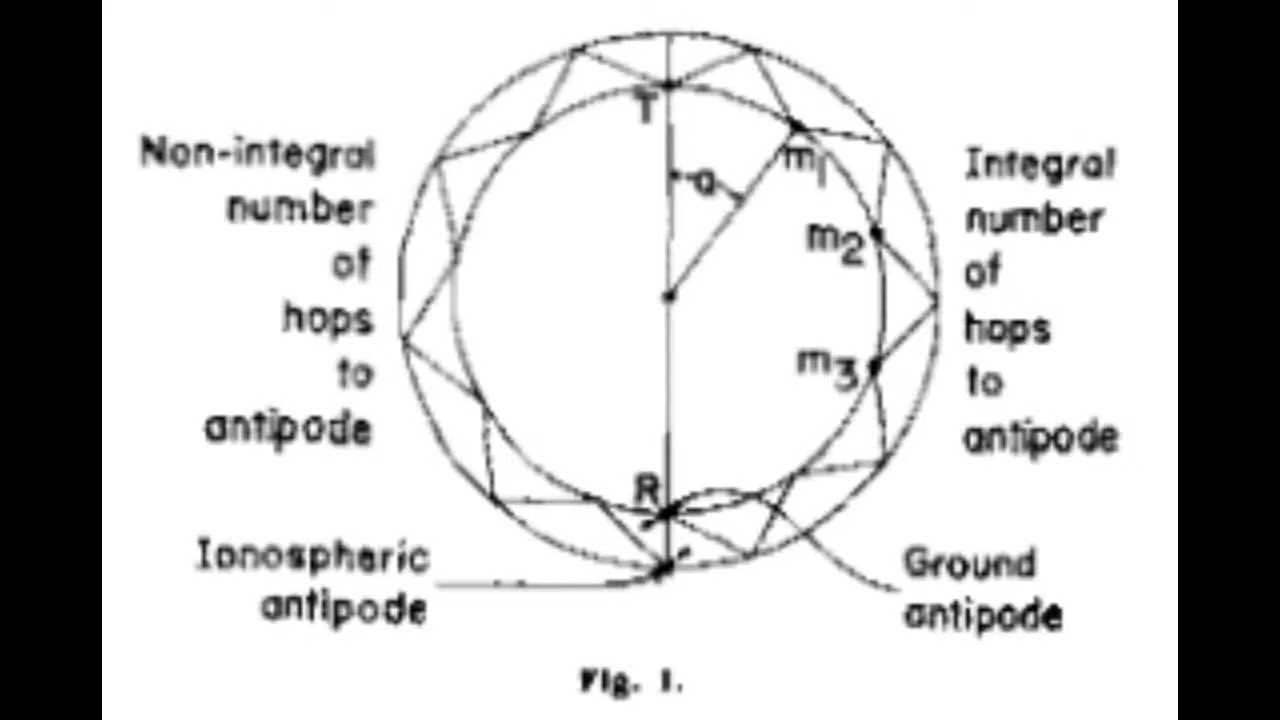 Non-integral
number
of
hops
to
antipode
T
a
m1
m2
m3
R
Integral
number
of
hops
to
antipode
Ionospheric
antipode
Ground
antipode
Fig. 1.